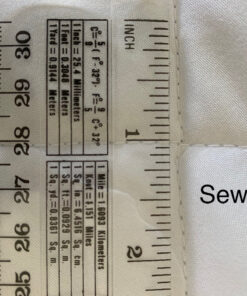 30
29
28
27
26
25
INCH
1
2
C°=5/9(F°-32°) F°=9/5 C°+32°
1 Inch = 25.4 Millimeters
1 Foot = 0.3048 Meters
1 Yard = 0.9144 Meters
1 Mile = 1.6093 Kilometers
1 Knot = 1.151 Miles
1 Sq. in.=6.4516 Sq. cm
1 Sq. ft.=0.0929 Sq. m.
1 Sq. yd.=0.8361 Sq. m.
Sew